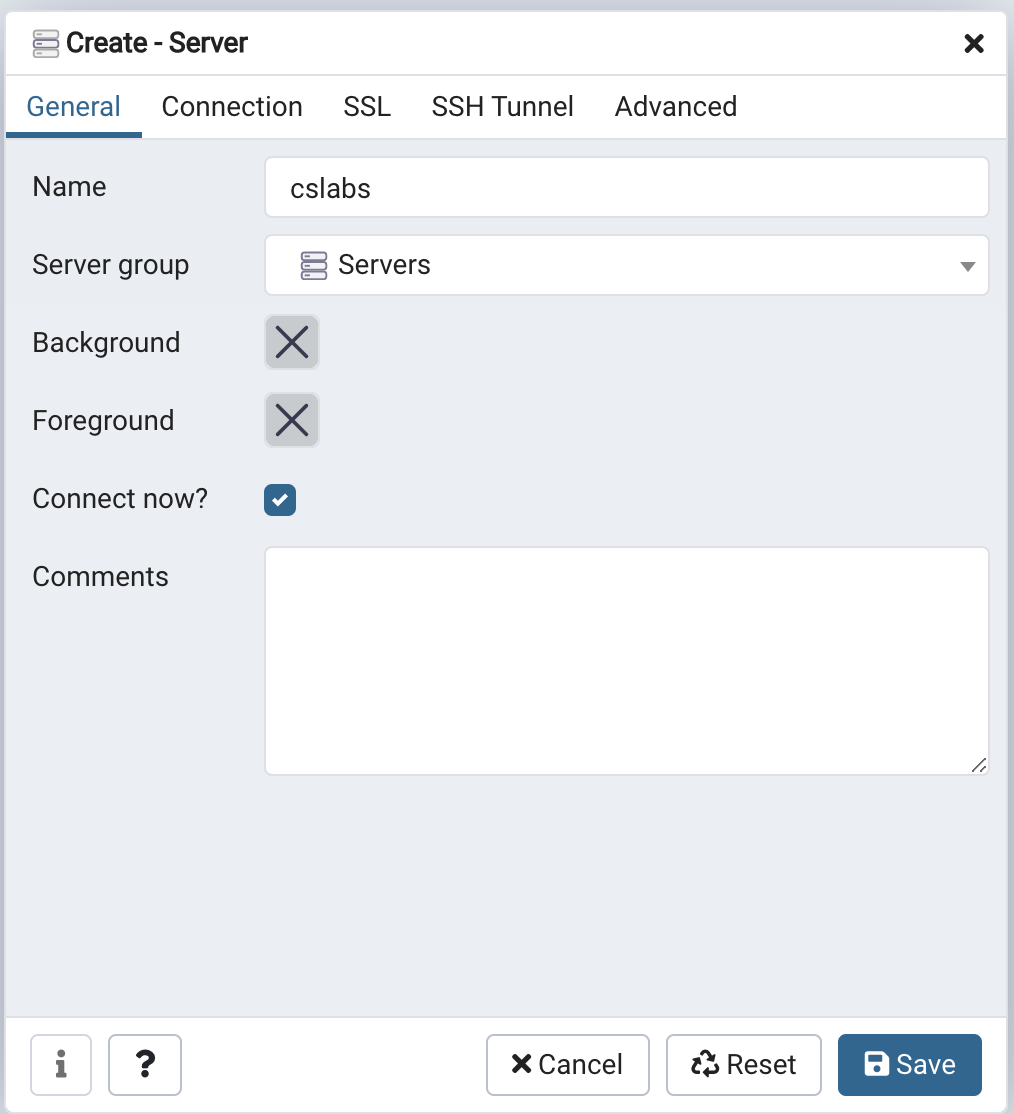 Create - Server
General Connection SSL SSH Tunnel Advanced
Name cslabs
Server group Servers
Background
Foreground
Connect now?
Comments
i ? Cancel Reset Save